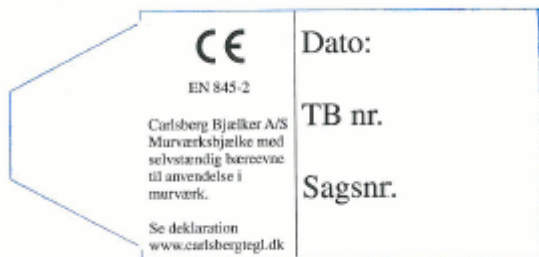 CE
EN 845-2
Carlsberg Bjælker A/S
Murværksbjælke med
selvstændig bæreevne
til anvendelse i
murværk.
Se deklaration
www.carlsbergtegl.dk
Dato:
TB nr.
Sagsnr.